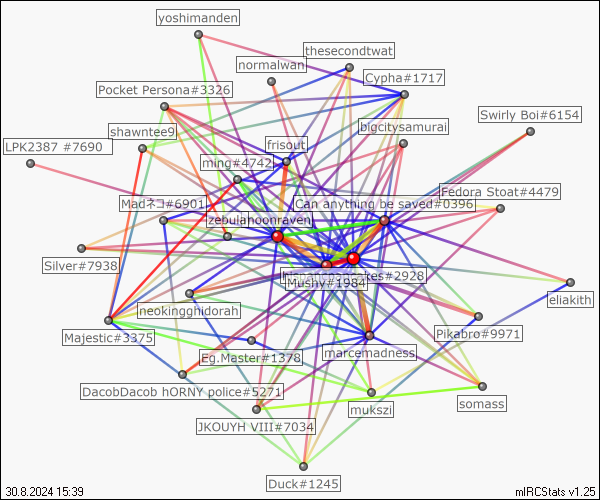 yoshimanden
thesecondtwat
normalwan
Cypha#1717
Pocket Persona#3326
Swirly Boi#6154
bigcitysamurai
shawntee9
LPK2387 #7690
frisout
ming#4742
Fedora Stoat#4479
Madネコ#6901
Can anything be saved#0396
zebulahoonraven
Silver#7938
#2928
Mushy#1984
eliakith
neokingghidorah
Majestic#3375
Pikabro#9971
Eg.Master#1378
marcemadness
DacobDacob hORNY police#5271
mukszi
somass
JKOUYH VIII#7034
Duck#1245
30.8.2024 15:39
mIRCStats v1.25